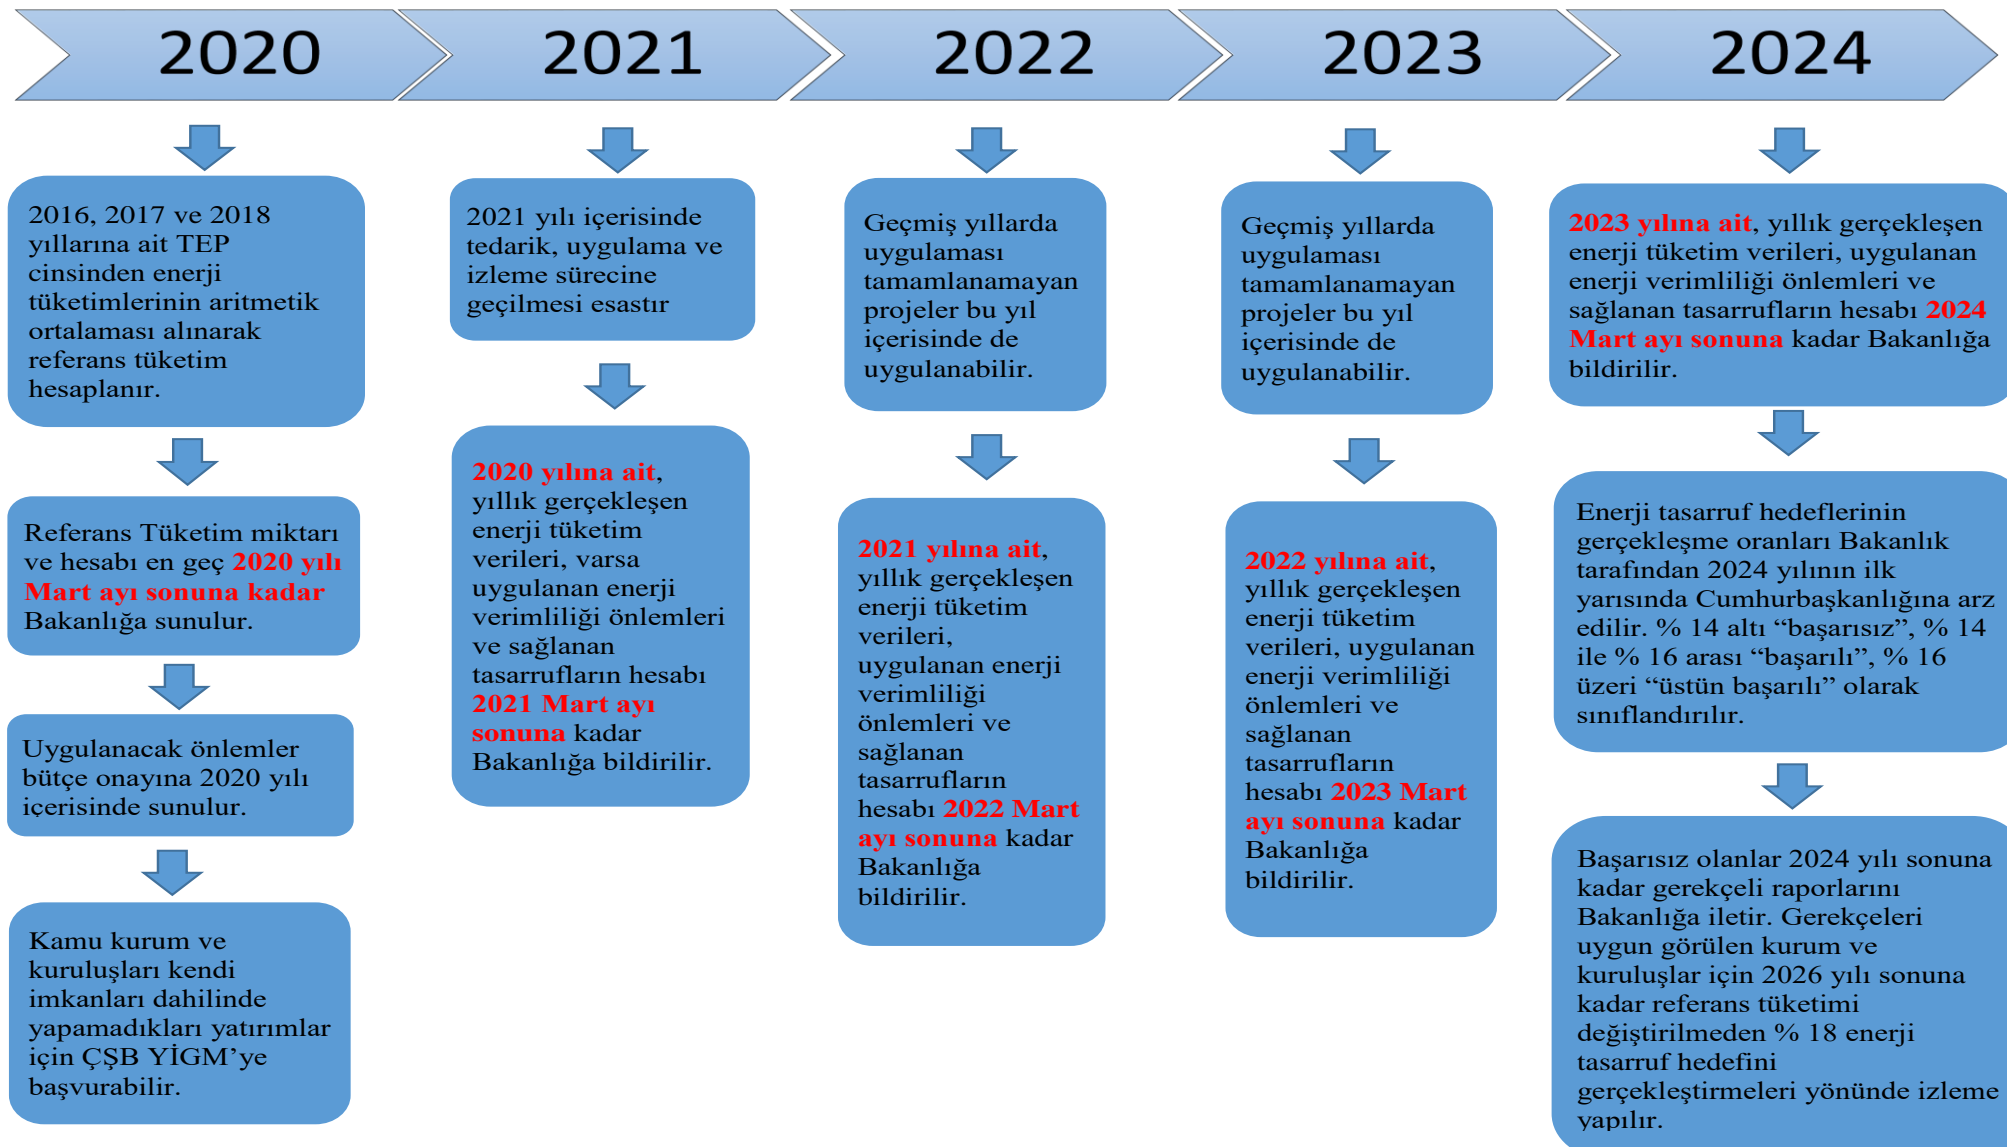 2020
2021
2022
2023
2024
2016, 2017 ve 2018
yıllarına ait TEP
cinsinden enerji
tüketimlerinin aritmetik
ortalaması alınarak
referans tüketim
hesaplanır.
Referans Tüketim miktarı
ve hesabı en geç 2020 yılı
Mart ayı sonuna kadar
Bakanlığa sunulur.
Uygulanacak önlemler
bütçe onayına 2020 yılı
içerisinde sunulur.
Kamu kurum ve
kuruluşları kendi
imkanları dahilinde
yapamadıkları yatırımlar
için ÇŞB YİGM’ye
başvurabilir.
2021 yılı içerisinde
tedarik, uygulama ve
izleme sürecine
geçilmesi esastır
2020 yılına ait,
yıllık gerçekleşen
enerji tüketim
verileri, varsa
uygulanan enerji
verimliliği önlemleri
ve sağlanan
tasarrufların hesabı
2021 Mart ayı
sonuna kadar
Bakanlığa bildirilir.
Geçmiş yıllarda
uygulaması
tamamlanamayan
projeler bu yıl
içerisinde de
uygulanabilir.
2021 yılına ait,
yıllık gerçekleşen
enerji tüketim
verileri,
uygulanan enerji
verimliliği
önlemleri ve
sağlanan
tasarrufların
hesabı 2022 Mart
ayı sonuna kadar
Bakanlığa
bildirilir.
Geçmiş yıllarda
uygulaması
tamamlanamayan
projeler bu yıl
içerisinde de
uygulanabilir.
2022 yılına ait,
yıllık gerçekleşen
enerji tüketim
verileri, uygulanan
enerji verimliliği
önlemleri ve
sağlanan
tasarrufların
hesabı 2023 Mart
ayı sonuna kadar
Bakanlığa
bildirilir.
2023 yılına ait, yıllık gerçekleşen
enerji tüketim verileri, uygulanan
enerji verimliliği önlemleri ve
sağlanan tasarrufların hesabı 2024
Mart ayı sonuna kadar Bakanlığa
bildirilir.
Enerji tasarruf hedeflerinin
gerçekleşme oranları Bakanlık
tarafından 2024 yılının ilk
yarısında Cumhurbaşkanlığına arz
edilir. % 14 altı “başarısız”, % 14
ile % 16 arası “başarılı”, % 16
üzeri “üstün başarılı” olarak
sınıflandırılır.
Başarısız olanlar 2024 yılı sonuna
kadar gerekçeli raporlarını
Bakanlığa iletir. Gerekçeleri
uygun görülen kurum ve
kuruluşlar için 2026 yılı sonuna
kadar referans tüketimi
değiştirilmeden % 18 enerji
tasarruf hedefini
gerçekleştirmeleri yönünde izleme
yapılır.